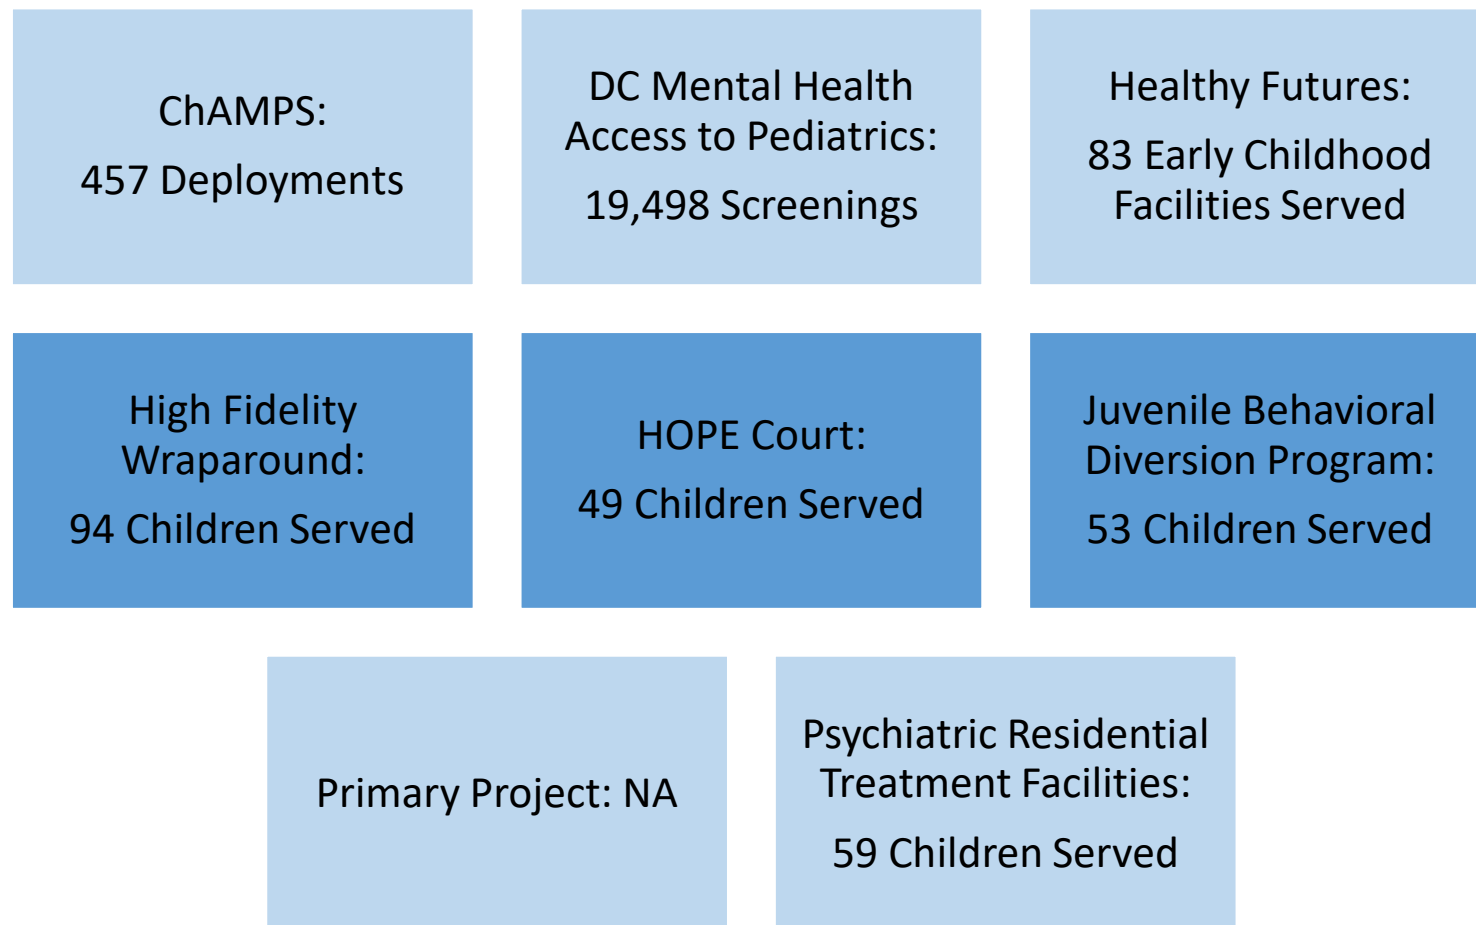 ChAMPS:
457 Deployments
DC Mental Health
Access to Pediatrics:
19,498 Screenings
Healthy Futures:
83 Early Childhood
Facilities Served
High Fidelity
Wraparound:
94 Children Served
HOPE Court:
49 Children Served
Juvenile Behavioral
Diversion Program:
53 Children Served
Primary Project: NA
Psychiatric Residential
Treatment Facilities:
59 Children Served